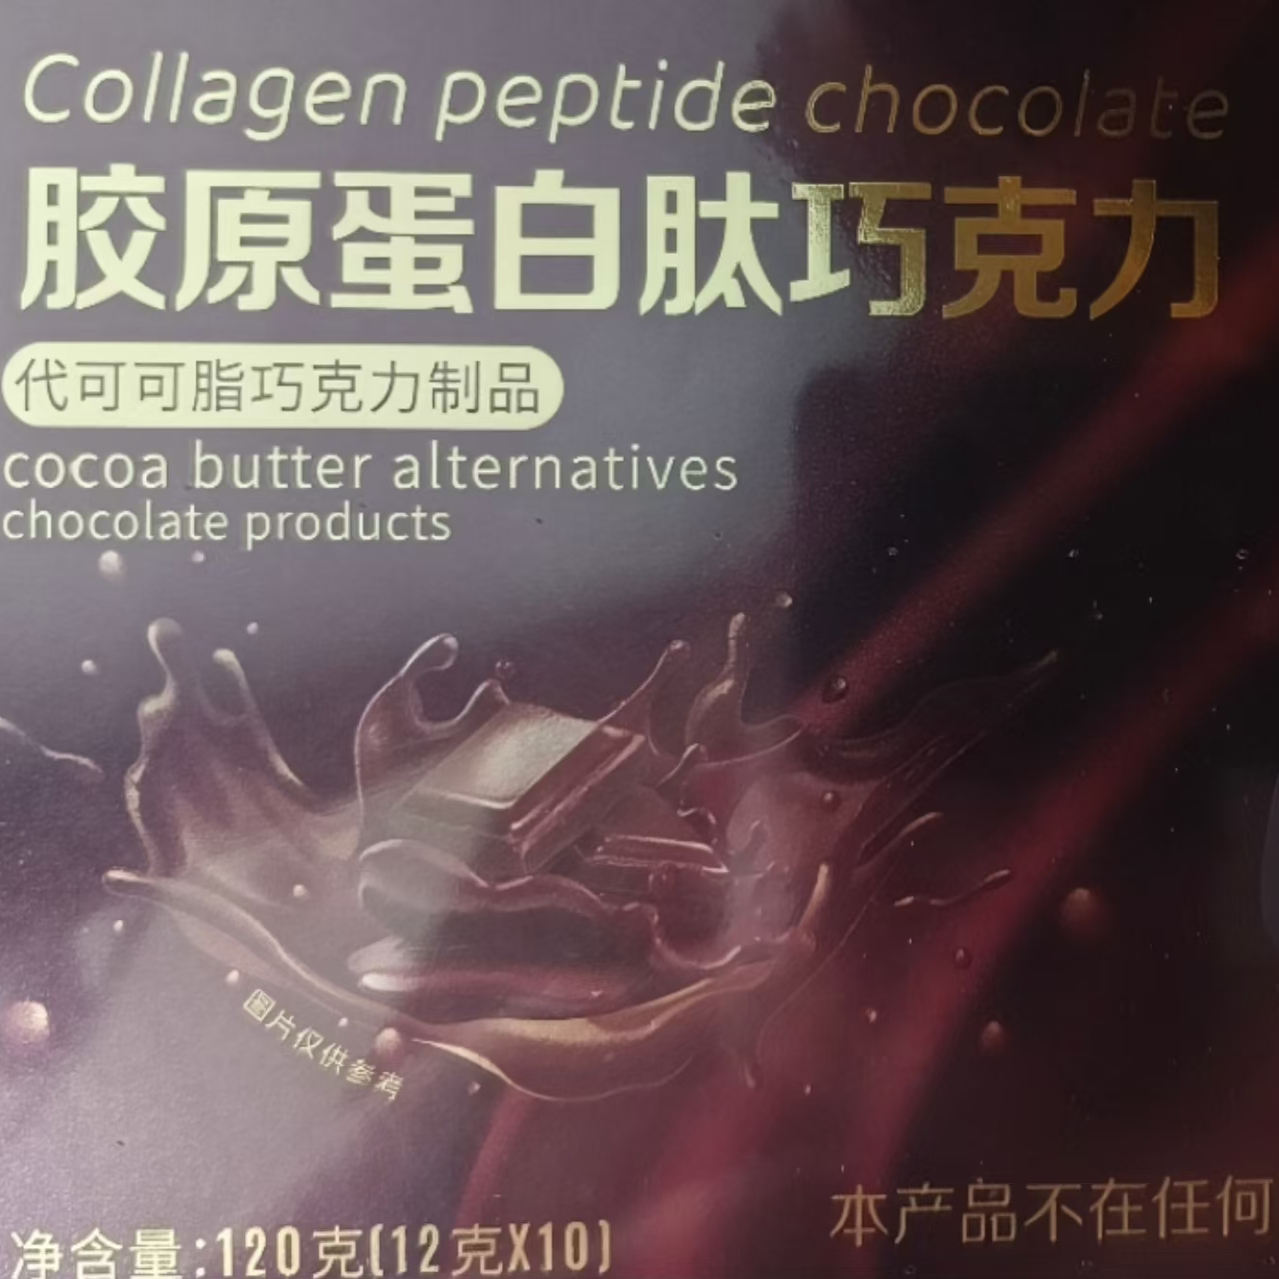 Collagen peptide chocolate
胶原蛋白肽巧克力
代可可脂巧克力制品
cocoa butter alternatives
chocolate products
图片仅供参考
本产品不在任何
净含量:120克(12克X10)